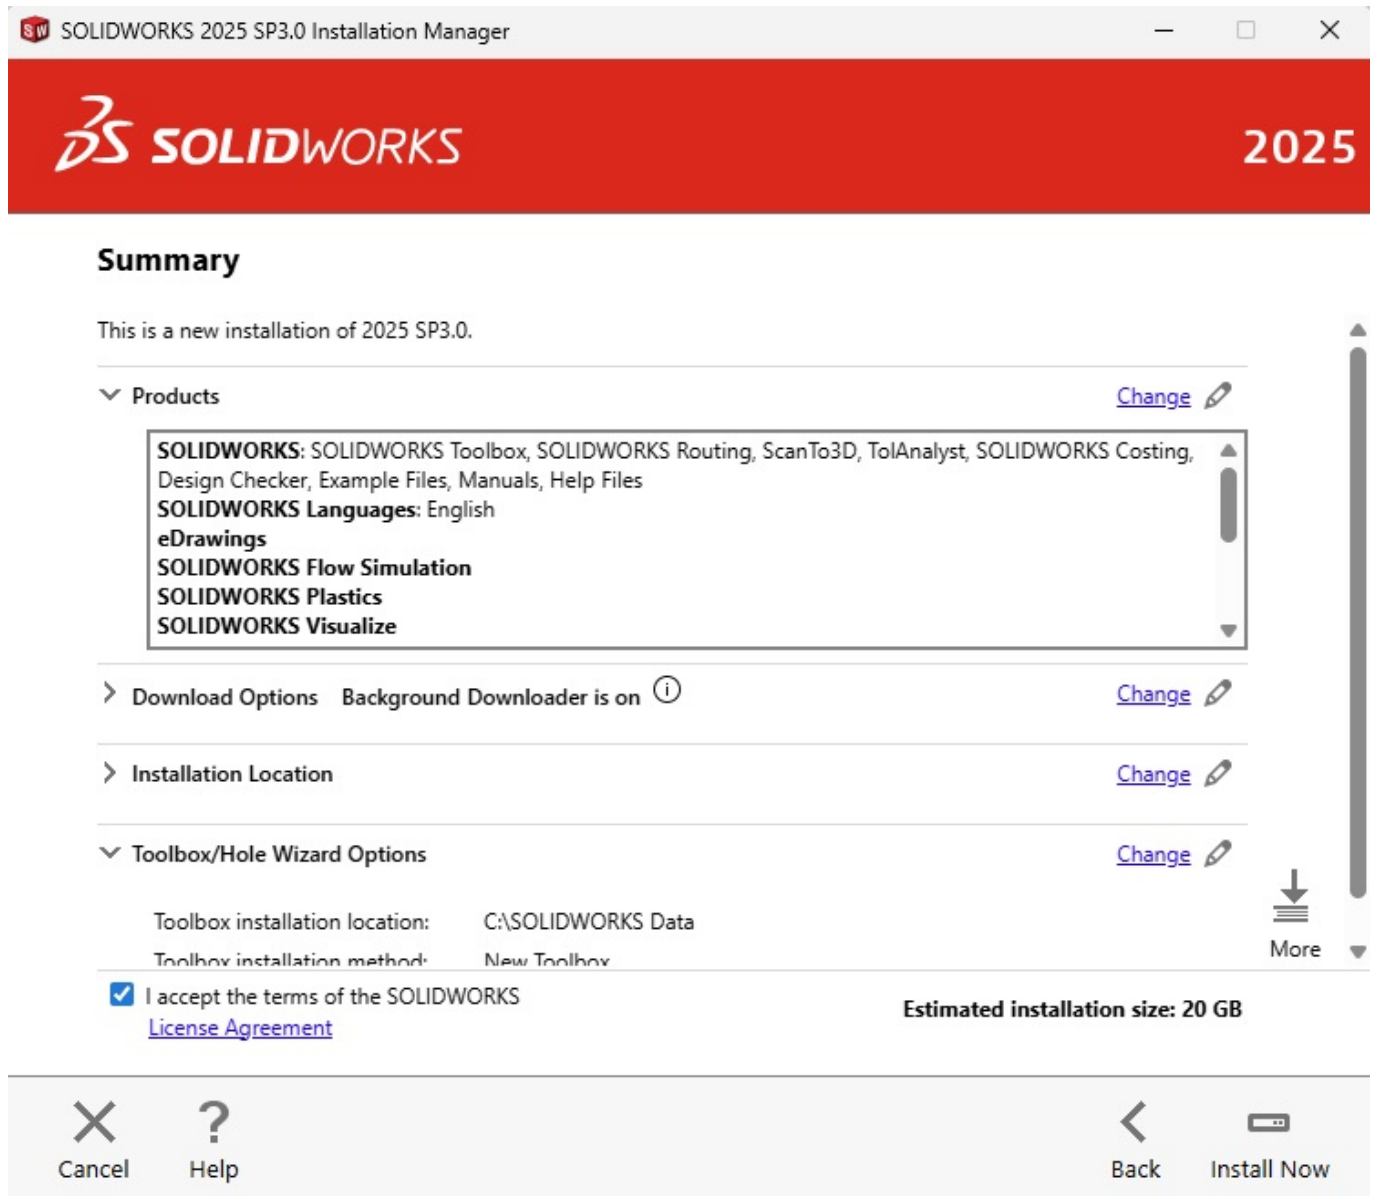 SOLIDWORKS 2025 SP3.0 Installation Manager
SOLIDWORKS
2025
Summary
This is a new installation of 2025 SP3.0.
Products
Change
SOLIDWORKS: SOLIDWORKS Toolbox, SOLIDWORKS Routing, ScanTo3D, TolAnalyst, SOLIDWORKS Costing,
Design Checker, Example Files, Manuals, Help Files
SOLIDWORKS Languages: English
eDrawings
SOLIDWORKS Flow Simulation
SOLIDWORKS Plastics
SOLIDWORKS Visualize
Download Options Background Downloader is on
Change
Installation Location
Change
Toolbox/Hole Wizard Options
Change
Toolbox installation location: C:\SOLIDWORKS Data
Toolbox installation method: New Toolbox
More
I accept the terms of the SOLIDWORKS
License Agreement
Estimated installation size: 20 GB
Cancel
Help
Back
Install Now